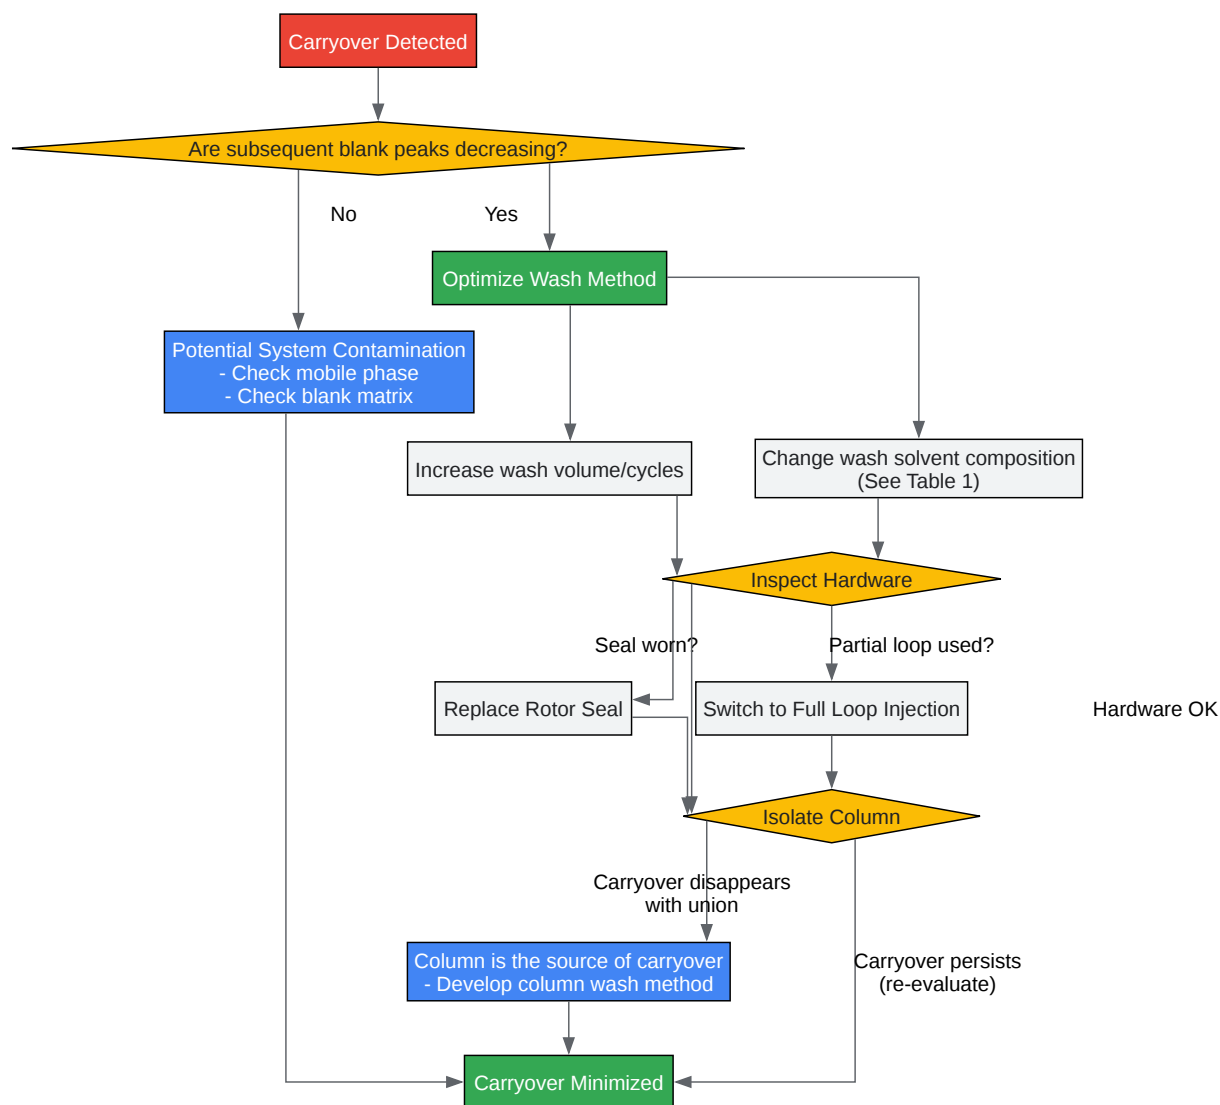 Carryover Detected
Are subsequent blank peaks decreasing?
No
Yes
Optimize Wash Method
Potential System Contamination
- Check mobile phase
- Check blank matrix
Increase wash volume/cycles
Change wash solvent composition
(See Table 1)
Inspect Hardware
Seal worn?
Partial loop used?
Replace Rotor Seal
Switch to Full Loop Injection
Hardware OK
Isolate Column
Carryover disappears
with union
Column is the source of carryover
- Develop column wash method
Carryover persists
(re-evaluate)
Carryover Minimized